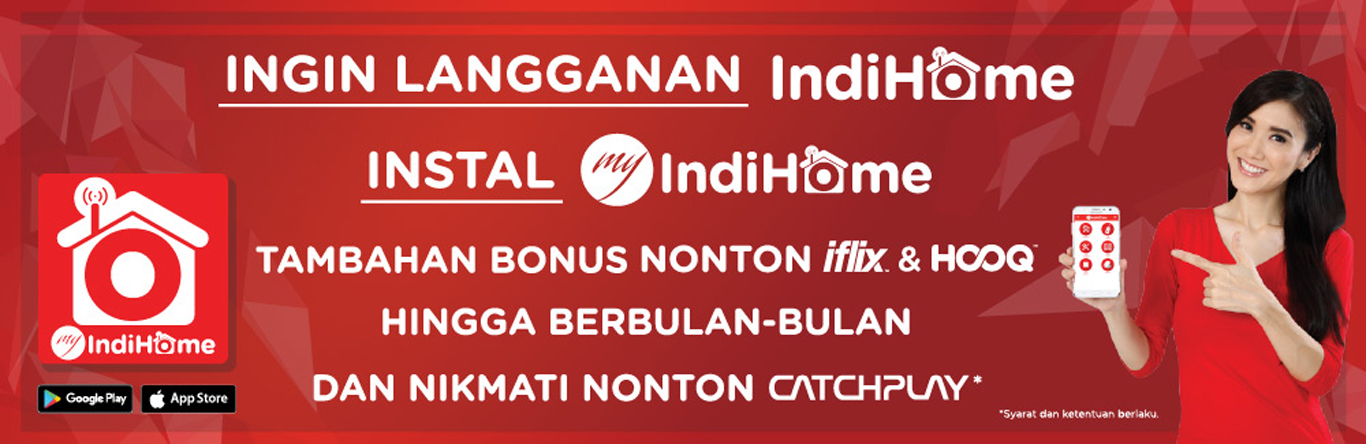 INGIN LANGGANAN IndiHome
INSTAL my IndiHome
TAMBAHAN BONUS NONTON iflix & HOOQ™
HINGGA BERBULAN-BULAN
DAN NIKMATI NONTON CATCHPLAY*
*Syarat dan ketentuan berlaku.
my IndiHome
Google Play
App Store